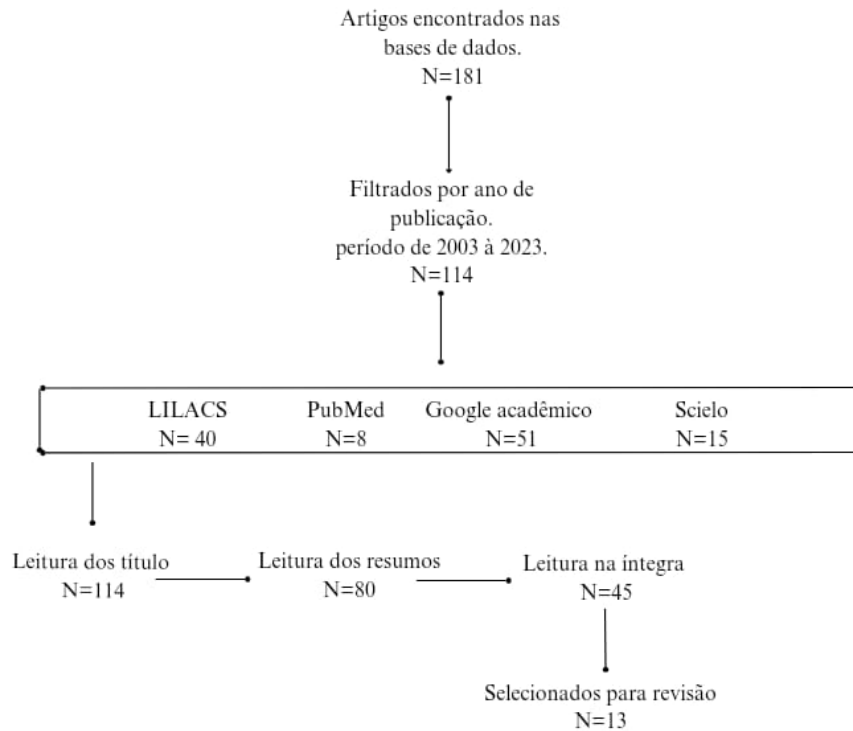 Artigos encontrados nas
bases de dados.
N=181
Filtrados por ano de
publicação.
período de 2003 à 2023.
N=114
LILACS
N= 40
PubMed
N=8
Google acadêmico
N=51
Scielo
N=15
Leitura dos título
N=114
Leitura dos resumos
N=80
Leitura na íntegra
N=45
Selecionados para revisão
N=13